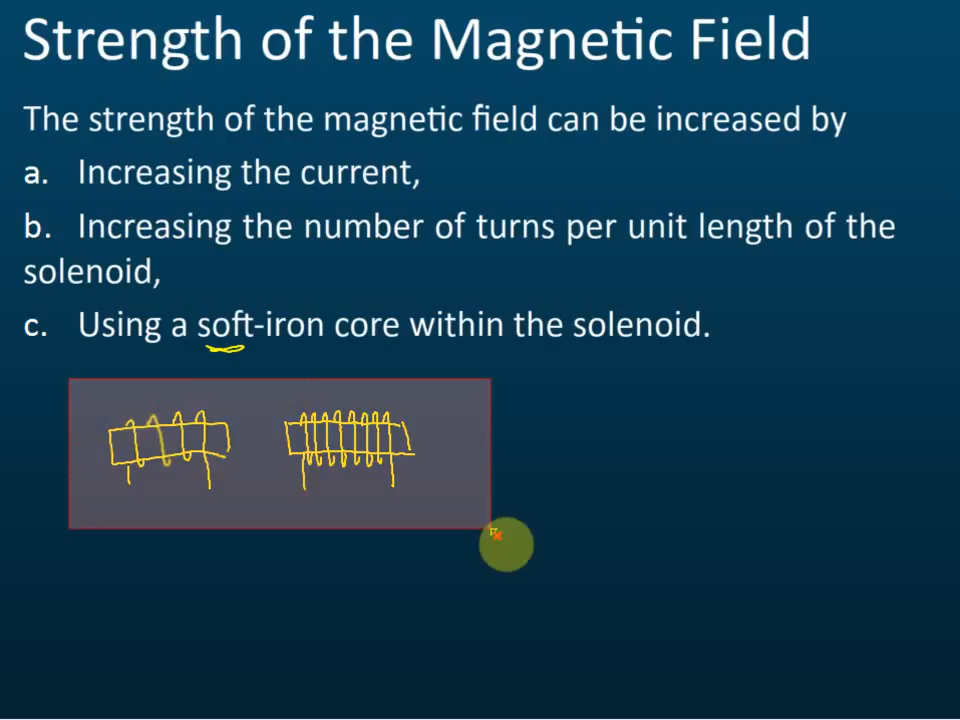 Strength of the Magnetic Field
The strength of the magnetic field can be increased by
a. Increasing the current,
b. Increasing the number of turns per unit length of the
solenoid,
c. Using a soft-iron core within the solenoid.